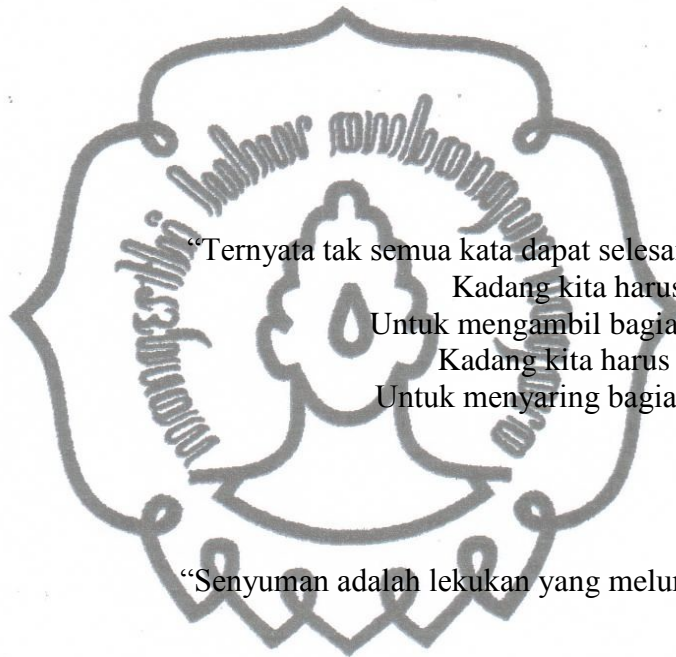 “Ternyata tak semua kata dapat selesa
Kadang kita harus
Untuk mengambil bagia
Kadang kita harus
Untuk menyaring bagia
“Senyuman adalah lekukan yang melur